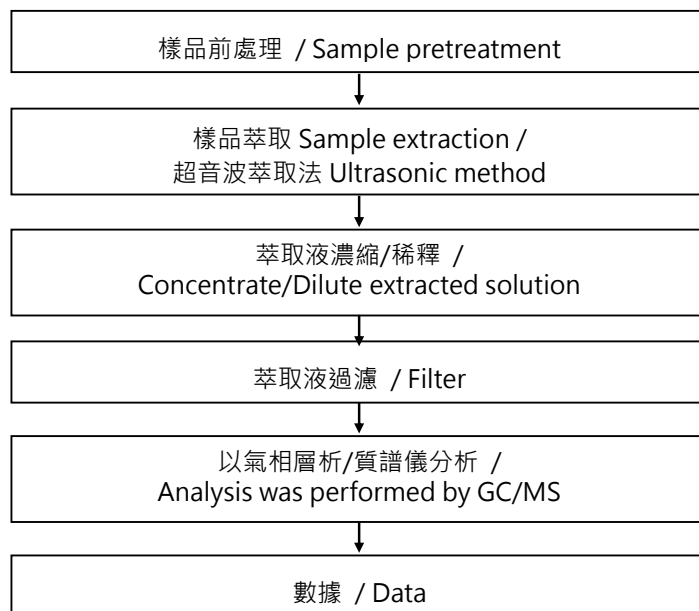 樣品前處理 / Sample pretreatment
樣品萃取 Sample extraction /
超音波萃取法 Ultrasonic method
萃取液濃縮/稀釋 /
Concentrate/Dilute extracted solution
萃取液過濾 / Filter
以氣相層析/質譜儀分析 /
Analysis was performed by GC/MS
數據 / Data